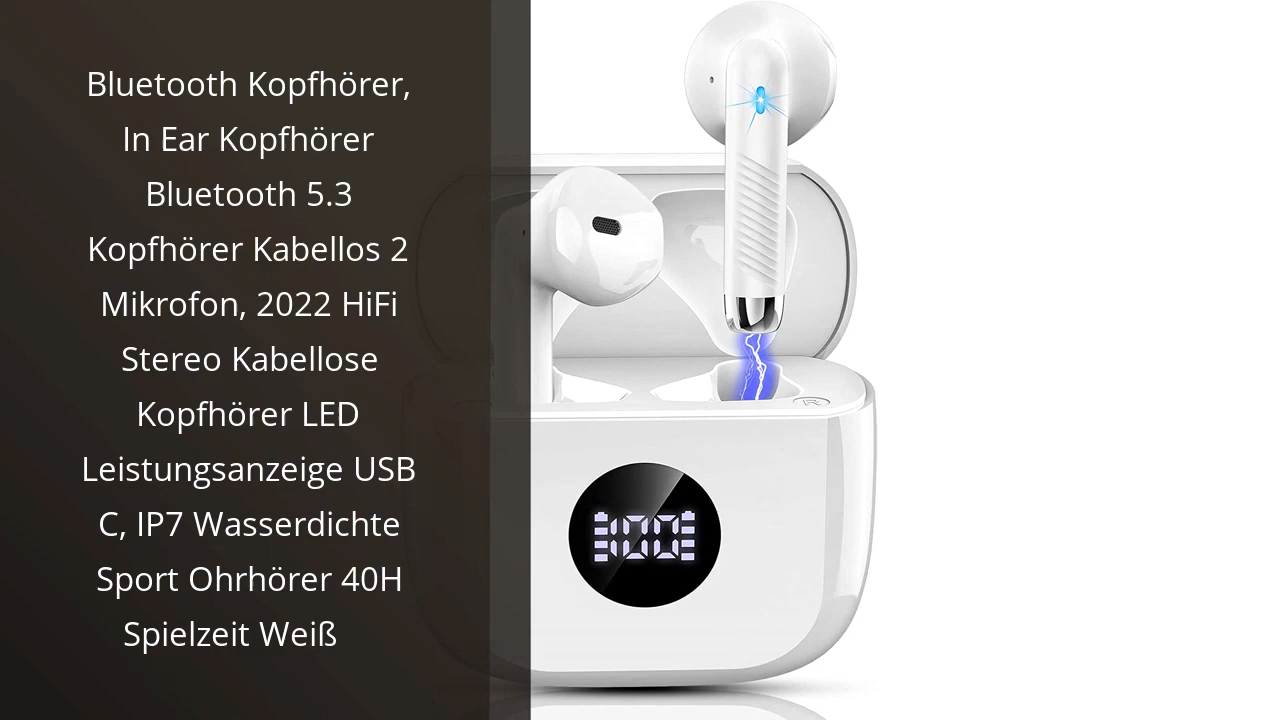 Bluetooth Kopfhörer,
In Ear Kopfhörer
Bluetooth 5.3
Kopfhörer Kabellos 2
Mikrofon, 2022 HiFi
Stereo Kabellose
Kopfhörer LED
Leistungsanzeige USB
C, IP7 Wasserdichte
Sport Ohrhörer 40H
Spielzeit Weiß
R
100